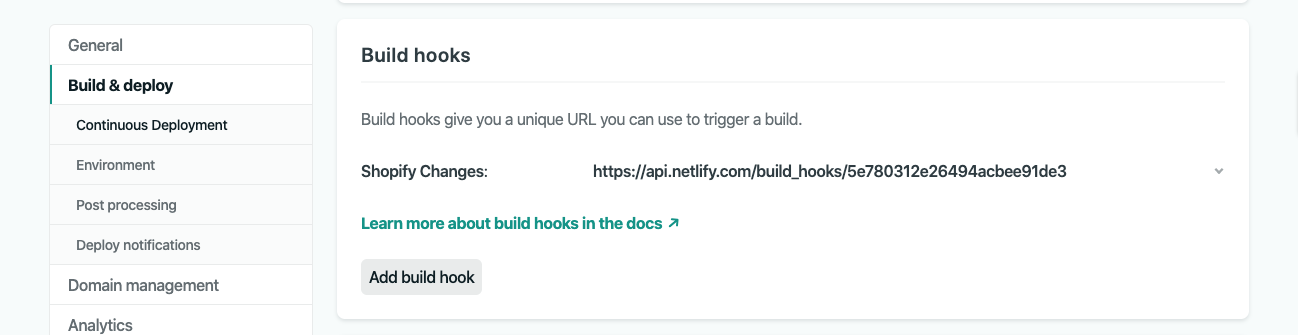 General
Build & deploy
Continuous Deployment
Environment
Post processing
Deploy notifications
Domain management
Analytics
Build hooks
Build hooks give you a unique URL you can use to trigger a build.
Shopify Changes: https://api.netlify.com/build_hooks/5e780312e26494acbee91de3
Learn more about build hooks in the docs ↗
Add build hook